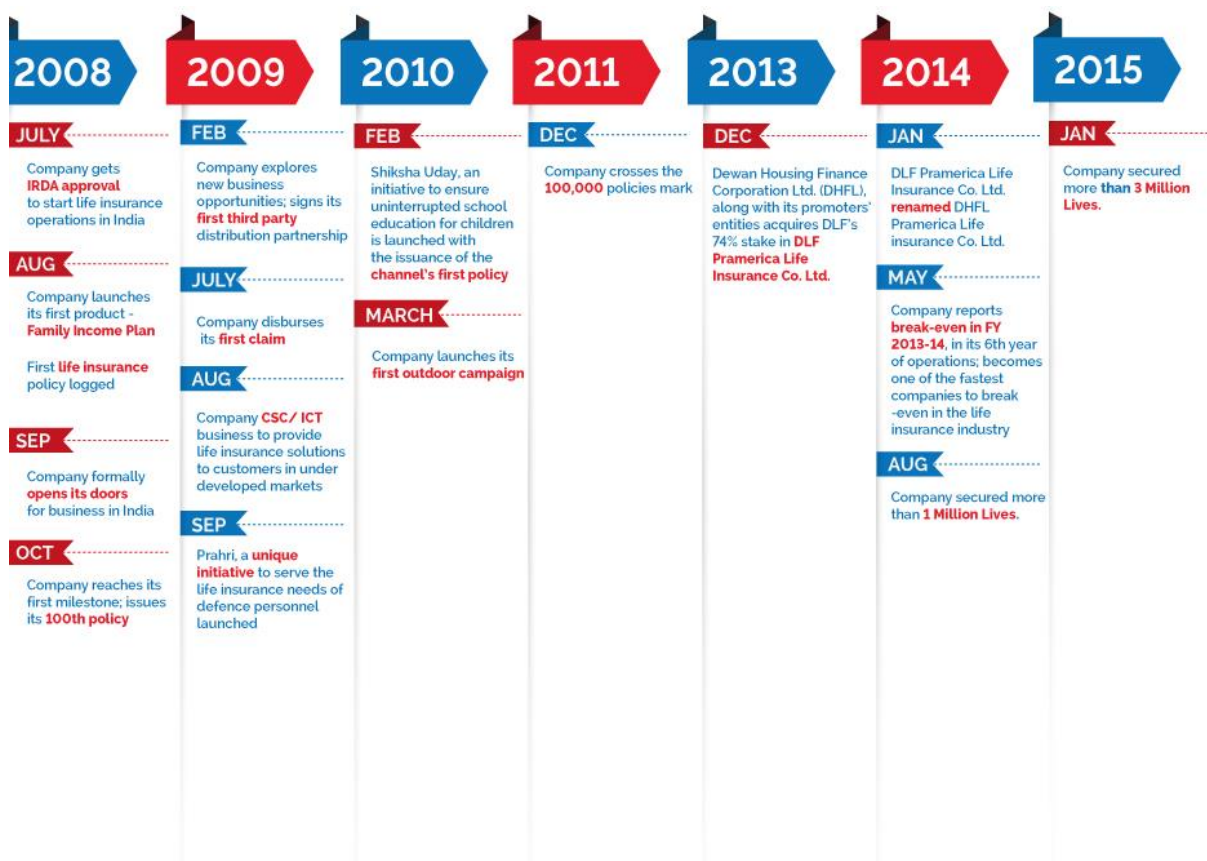 2008
JULY
Company gets
IRDA approval
to start life insurance
operations in India
AUG
Company launches
its first product -
Family Income Plan
First life insurance
policy logged
SEP
Company formally
opens its doors
for business in India
OCT
Company reaches its
first milestone; issues
its 100th policy
2009
FEB
Company explores
new business
opportunities; signs its
first third party
distribution partnership
JULY
Company disburses
its first claim
AUG
Company CSC/ ICT
business to provide
life insurance solutions
to customers in under
developed markets
SEP
Prahri, a unique
initiative to serve the
life insurance needs of
defence personnel
launched
2010
FEB
Shiksha Uday, an
initiative to ensure
uninterrupted school
education for children
is launched with
the issuance of the
channel's first policy
MARCH
Company launches its
first outdoor campaign
2011
DEC
Company crosses the
100,000 policies mark
2013
DEC
Dewan Housing Finance
Corporation Ltd. (DHFL),
along with its promoters'
entities acquires DLF's
74% stake in DLF
Pramerica Life
Insurance Co. Ltd.
2014
JAN
DLF Pramerica Life
Insurance Co. Ltd.
renamed DHFL
Pramerica Life
insurance Co. Ltd.
MAY
Company reports
break-even in FY
2013-14, in its 6th year
of operations; becomes
one of the fastest
companies to break
-even in the life
insurance industry
AUG
Company secured more
than 1 Million Lives.
2015
JAN
Company secured
more than 3 Million
Lives.